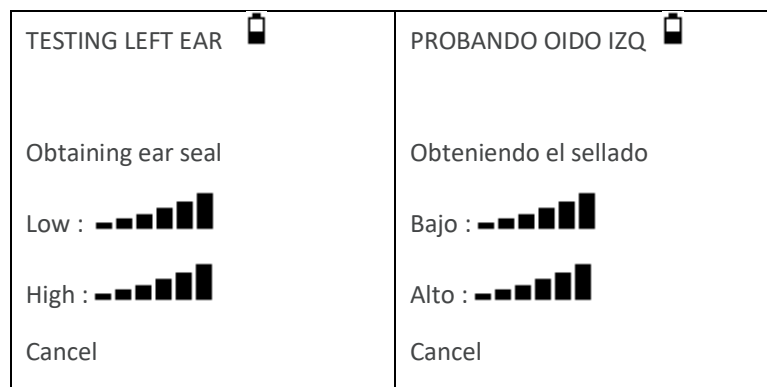 TESTING LEFT EAR
Obtaining ear seal
Low :
High :
Cancel
PROBANDO OIDO IZQ
Obteniendo el sellado
Bajo :
Alto :
Cancel